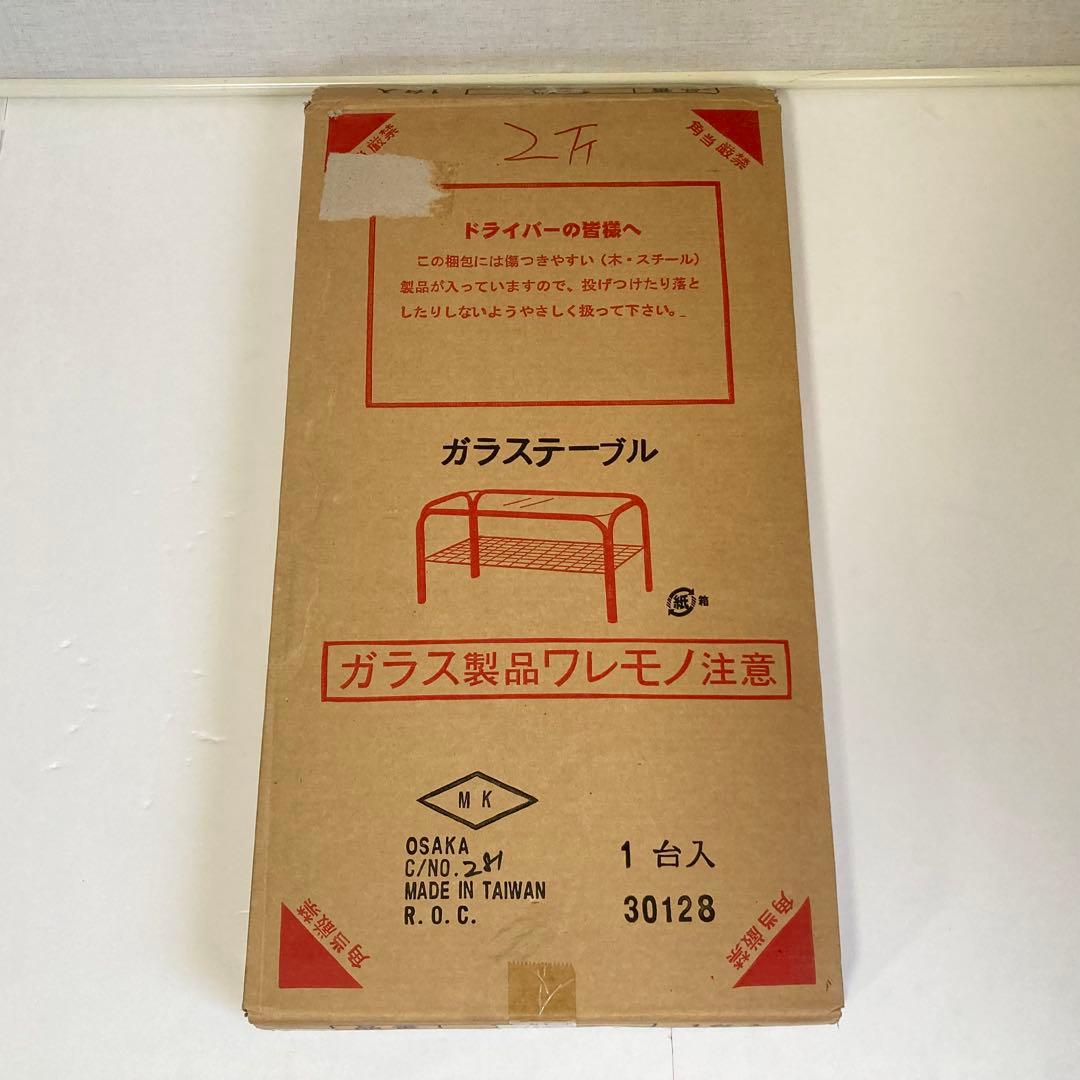 角当厳禁
ドライバーの皆様へ
この梱包には傷つきやすい（木・スチール）
製品が入っていますので、投げつけたり落と
したりしないようやさしく扱って下さい。
ガラステーブル
紙 箱
ガラス製品ワレモノ注意
MK
OSAKA
C/NO. 281
1台入
MADE IN TAIWAN
R.O.C.
30128
角当厳禁
角当厳禁